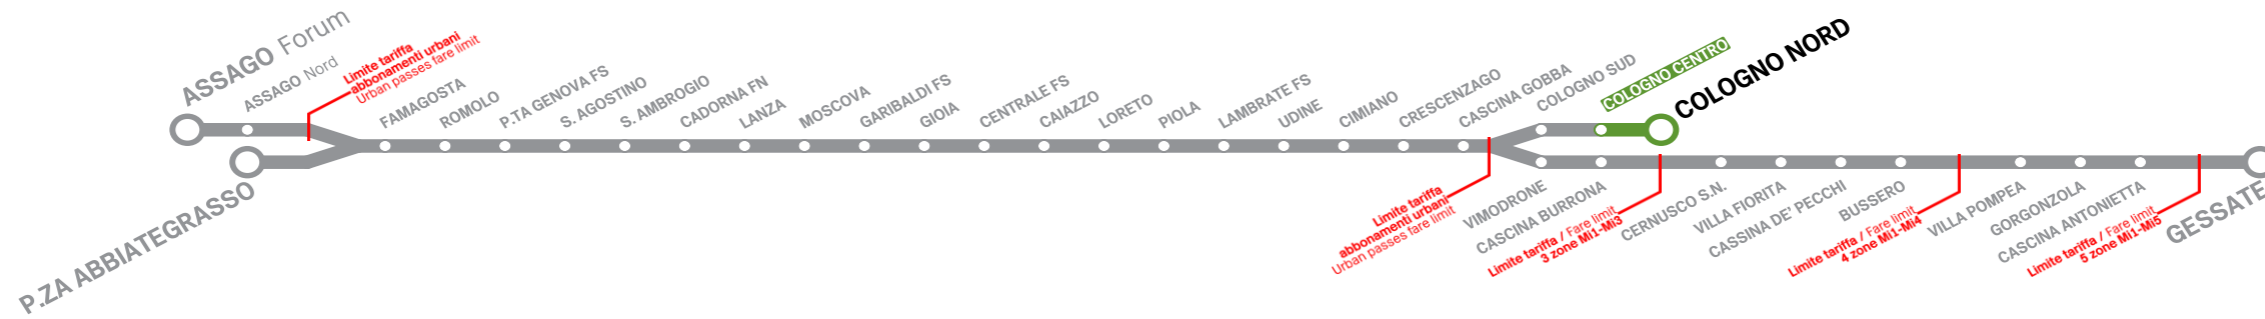 ASSAGO Forum
ASSAGO Nord
Limite tariffa
abbonamenti urbani
Urban passes fare limit
P.ZA ABBIATEGRASSO
FAMAGOSTA
ROMOLO
P.TA GENOVA FS
S. AGOSTINO
S. AMBROGIO
CADORNA FN
LANZA
MOSCOVA
GARIBALDI FS
GIOIA
CENTRALE FS
CAIAZZO
LORETO
PIOLA
LAMBRATE FS
UDINE
CIMIANO
CRESCENZAGO
CASCINA GOBBA
COLOGNO SUD
COLOGNO CENTRO
COLOGNO NORD
Limite tariffa
abbonamenti urbani
Urban passes fare limit
VIMODRONE
CASCINA BURRONA
Limite tariffa / Fare limit
3 zone Mi1-Mi3
CERNUSCO S.N.
VILLA FIORITA
CASSINA DE' PECCHI
BUSSERO
Limite tariffa / Fare limit
4 zone Mi1-Mi4
VILLA POMPEA
GORGONZOLA
CASCINA ANTONIETTA
Limite tariffa / Fare limit
5 zone Mi1-Mi5
GESSATE